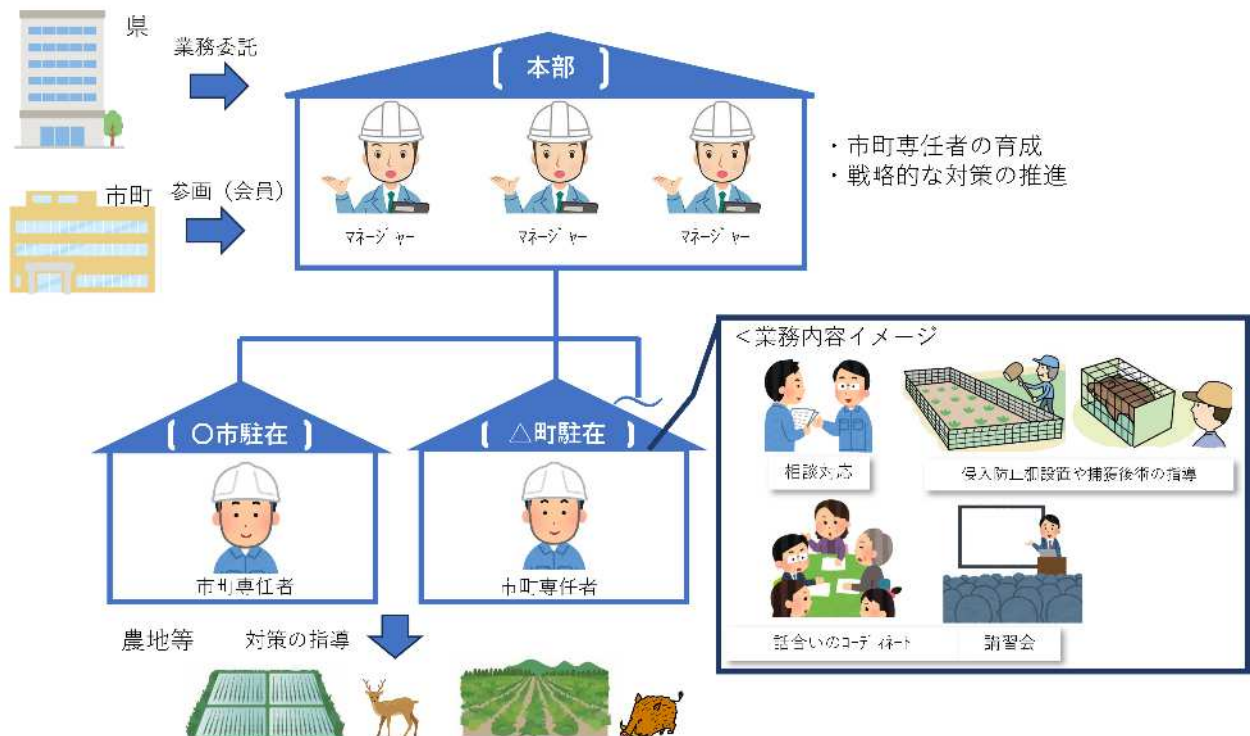 県
業務委託
〔 本部 〕
・市町専任者の育成
・戦略的な対策の推進
市町
参画（会員）
マネージャー
マネージャー
マネージャー
＜業務内容イメージ
〔 〇市駐在 〕
〔 △町駐在 〕
相談対応
侵入防止柵設置や捕獲後術の指導
市町専任者
市町専任者
話合いのコーディネート
講習会
農地等
対策の指導